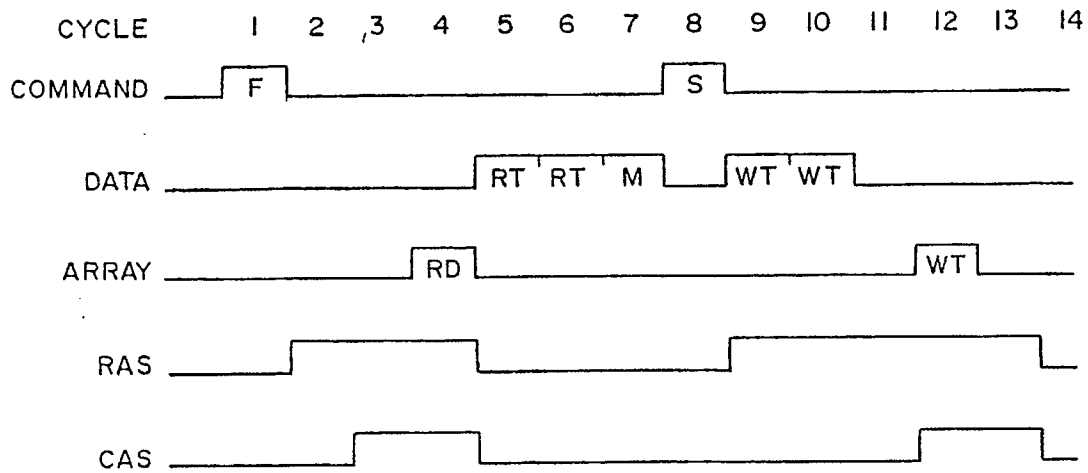 CYCLE 1 2 3 4 5 6 7 8 9 10 11 12 13 14
COMMAND F S
DATA RT RT M WT WT
ARRAY RD WT
RAS
CAS